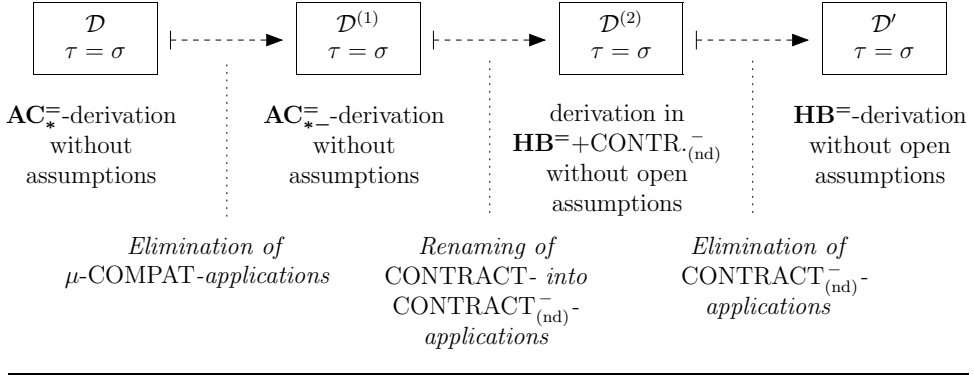 𝒟
τ = σ
𝒟⁽¹⁾
τ = σ
𝒟⁽²⁾
τ = σ
𝒟′
τ = σ
AC⁼∗-derivation
without
assumptions
AC⁼∗−-derivation
without
assumptions
derivation in
HB⁼+CONTR.⁻(nd)
without open
assumptions
HB⁼-derivation
without open
assumptions
Elimination of
μ-COMPAT-applications
Renaming of
CONTRACT- into
CONTRACT⁻(nd)-
applications
Elimination of
CONTRACT⁻(nd)-
applications